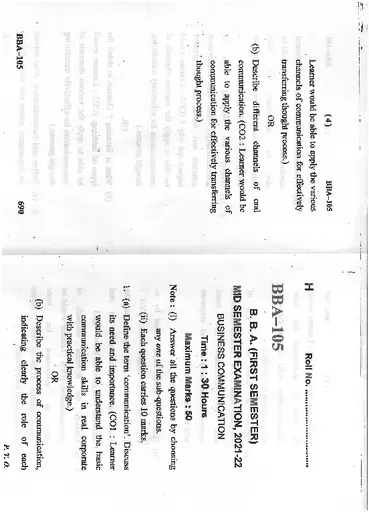 H
Roll No. ..............................
BBA-105
B. B. A. (FIRST SEMESTER)
MID SEMESTER EXAMINATION, 2021-22
BUSINESS COMMUNICATION
Time : 1 : 30 Hours
Maximum Marks : 50
Note : (i) Answer all the questions by choosing
any one of the sub-questions.
(ii) Each question carries 10 marks.
1. (a) Define the term 'communication'. Discuss
its need and importance. (CO1 : Learner
would be able to understand the basic
communication skills in real corporate
with practical knowledge.)
OR
(b) Describe the process of communication,
indicating clearly the role of each
P. T. O.
( 4 )
BBA-105
Learner would be able to apply the various
channels of communication for effectively
transferring thought process.)
OR
(b) Describe different channels of oral
communication. (CO2 : Learner would be
able to apply the various channels of
communication for effectively transferring
thought process.)
BBA-105
690